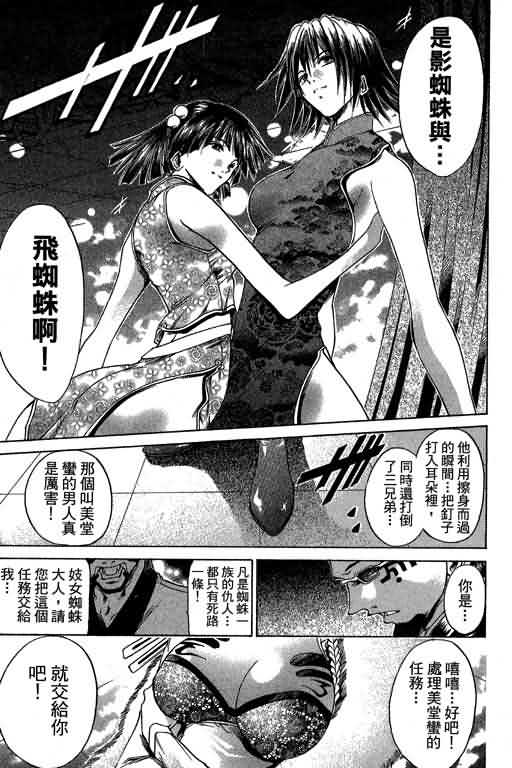 是影蜘蛛與…
飛蜘蛛啊！
他利用擦身而過
的瞬間…把釘子
打入耳朵裡，
同時還打倒
了三兄弟…
那個叫美堂
蠻的男人真
是厲害！
你是…
凡是蜘蛛一
族的仇人…
都只有死路
一條！
妓女蜘蛛
大人，請
您把這個
任務交給
我…
嘻嘻…好吧！
處理美堂蠻的
任務…
就交給你
吧！